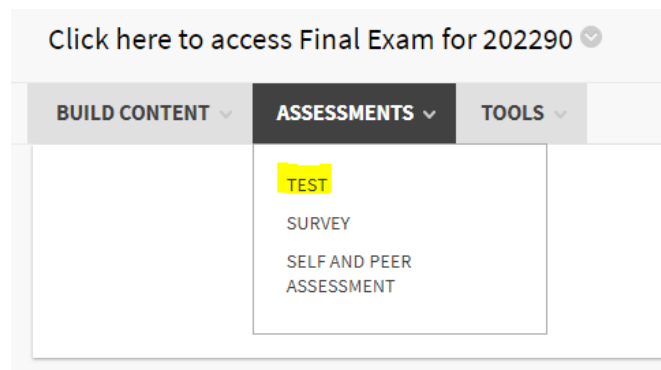 Click here to access Final Exam for 202290
BUILD CONTENT ASSESSMENTS TOOLS
TEST
SURVEY
SELF AND PEER
ASSESSMENT